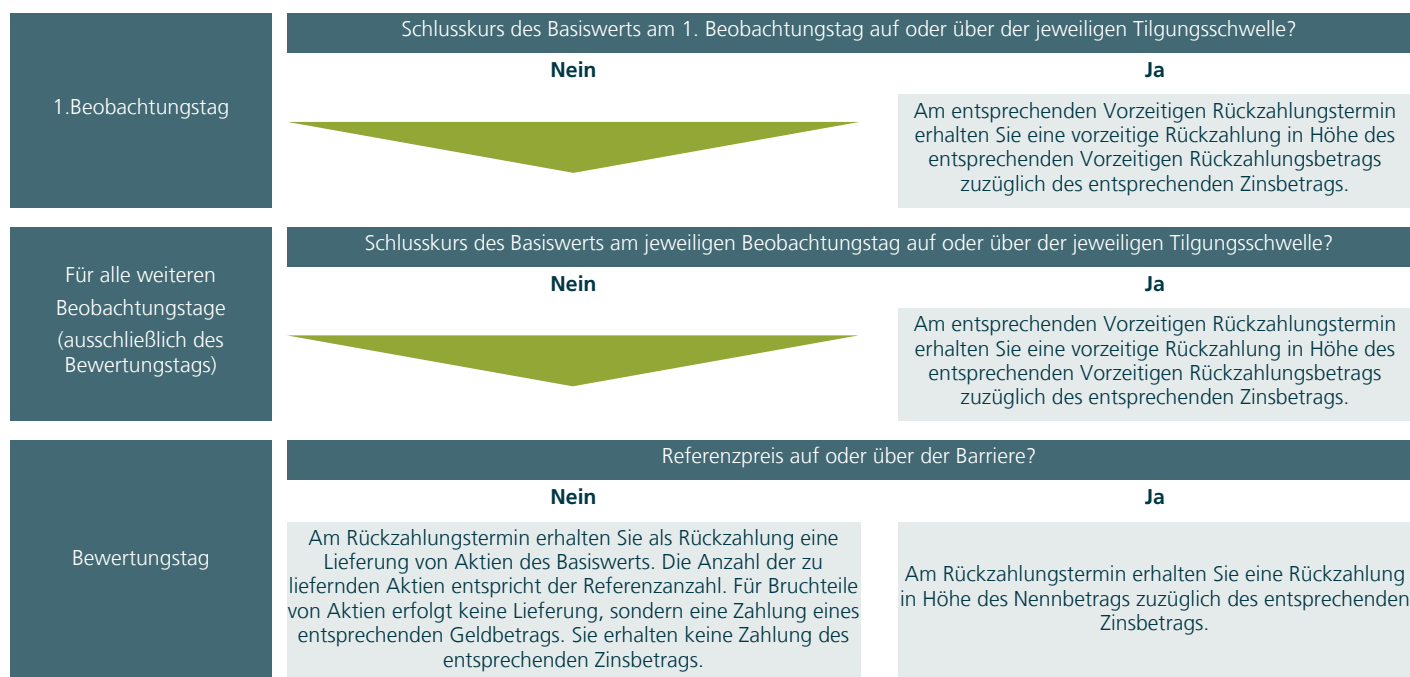 Schlusskurs des Basiswerts am 1. Beobachtungstag auf oder über der jeweiligen Tilgungsschwelle?
Nein
Ja
1.Beobachtungstag
Am entsprechenden Vorzeitigen Rückzahlungstermin
erhalten Sie eine vorzeitige Rückzahlung in Höhe des
entsprechenden Vorzeitigen Rückzahlungsbetrags
zuzüglich des entsprechenden Zinsbetrags.
Schlusskurs des Basiswerts am jeweiligen Beobachtungstag auf oder über der jeweiligen Tilgungsschwelle?
Für alle weiteren
Beobachtungstage
(ausschließlich des
Bewertungstags)
Nein
Ja
Am entsprechenden Vorzeitigen Rückzahlungstermin
erhalten Sie eine vorzeitige Rückzahlung in Höhe des
entsprechenden Vorzeitigen Rückzahlungsbetrags
zuzüglich des entsprechenden Zinsbetrags.
Referenzpreis auf oder über der Barriere?
Nein
Ja
Bewertungstag
Am Rückzahlungstermin erhalten Sie als Rückzahlung eine
Lieferung von Aktien des Basiswerts. Die Anzahl der zu
liefernden Aktien entspricht der Referenzanzahl. Für Bruchteile
von Aktien erfolgt keine Lieferung, sondern eine Zahlung eines
entsprechenden Geldbetrags. Sie erhalten keine Zahlung des
entsprechenden Zinsbetrags.
Am Rückzahlungstermin erhalten Sie eine Rückzahlung
in Höhe des Nennbetrags zuzüglich des entsprechenden
Zinsbetrags.